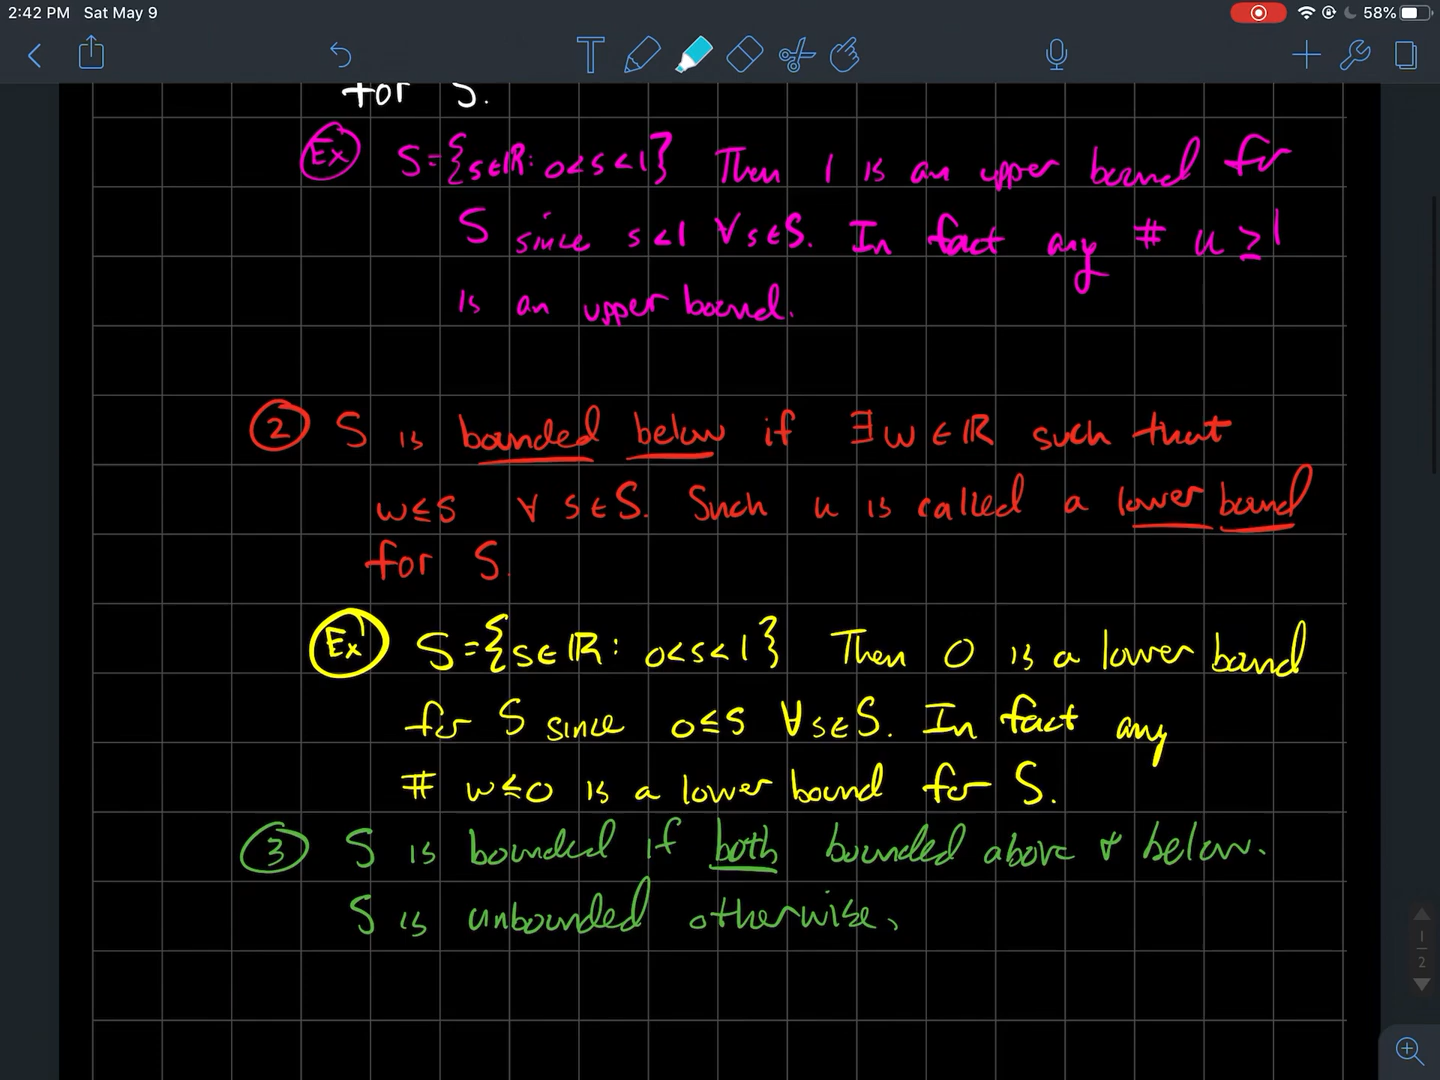 2:42 PM Sat May 9
58%
T
for S.
Ex S={s∈ℝ: 0<s<1} Then 1 is an upper bound for
S since s<1 ∀s∈S. In fact any # u≥1
is an upper bound.
② S is bounded below if ∃w∈ℝ such that
w≤s ∀ s∈S. Such u is called a lower bound
for S.
Ex S={s∈ℝ: 0<s<1} Then 0 is a lower bound
for S since 0≤s ∀s∈S. In fact any
# w≤0 is a lower bound for S.
③ S is bounded if both bounded above & below.
S is unbounded otherwise.
1
2